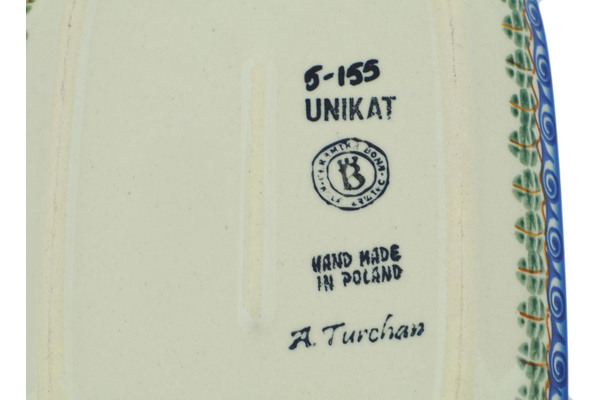 5-155
UNIKAT
B
HAND MADE
IN POLAND
A. Turchan